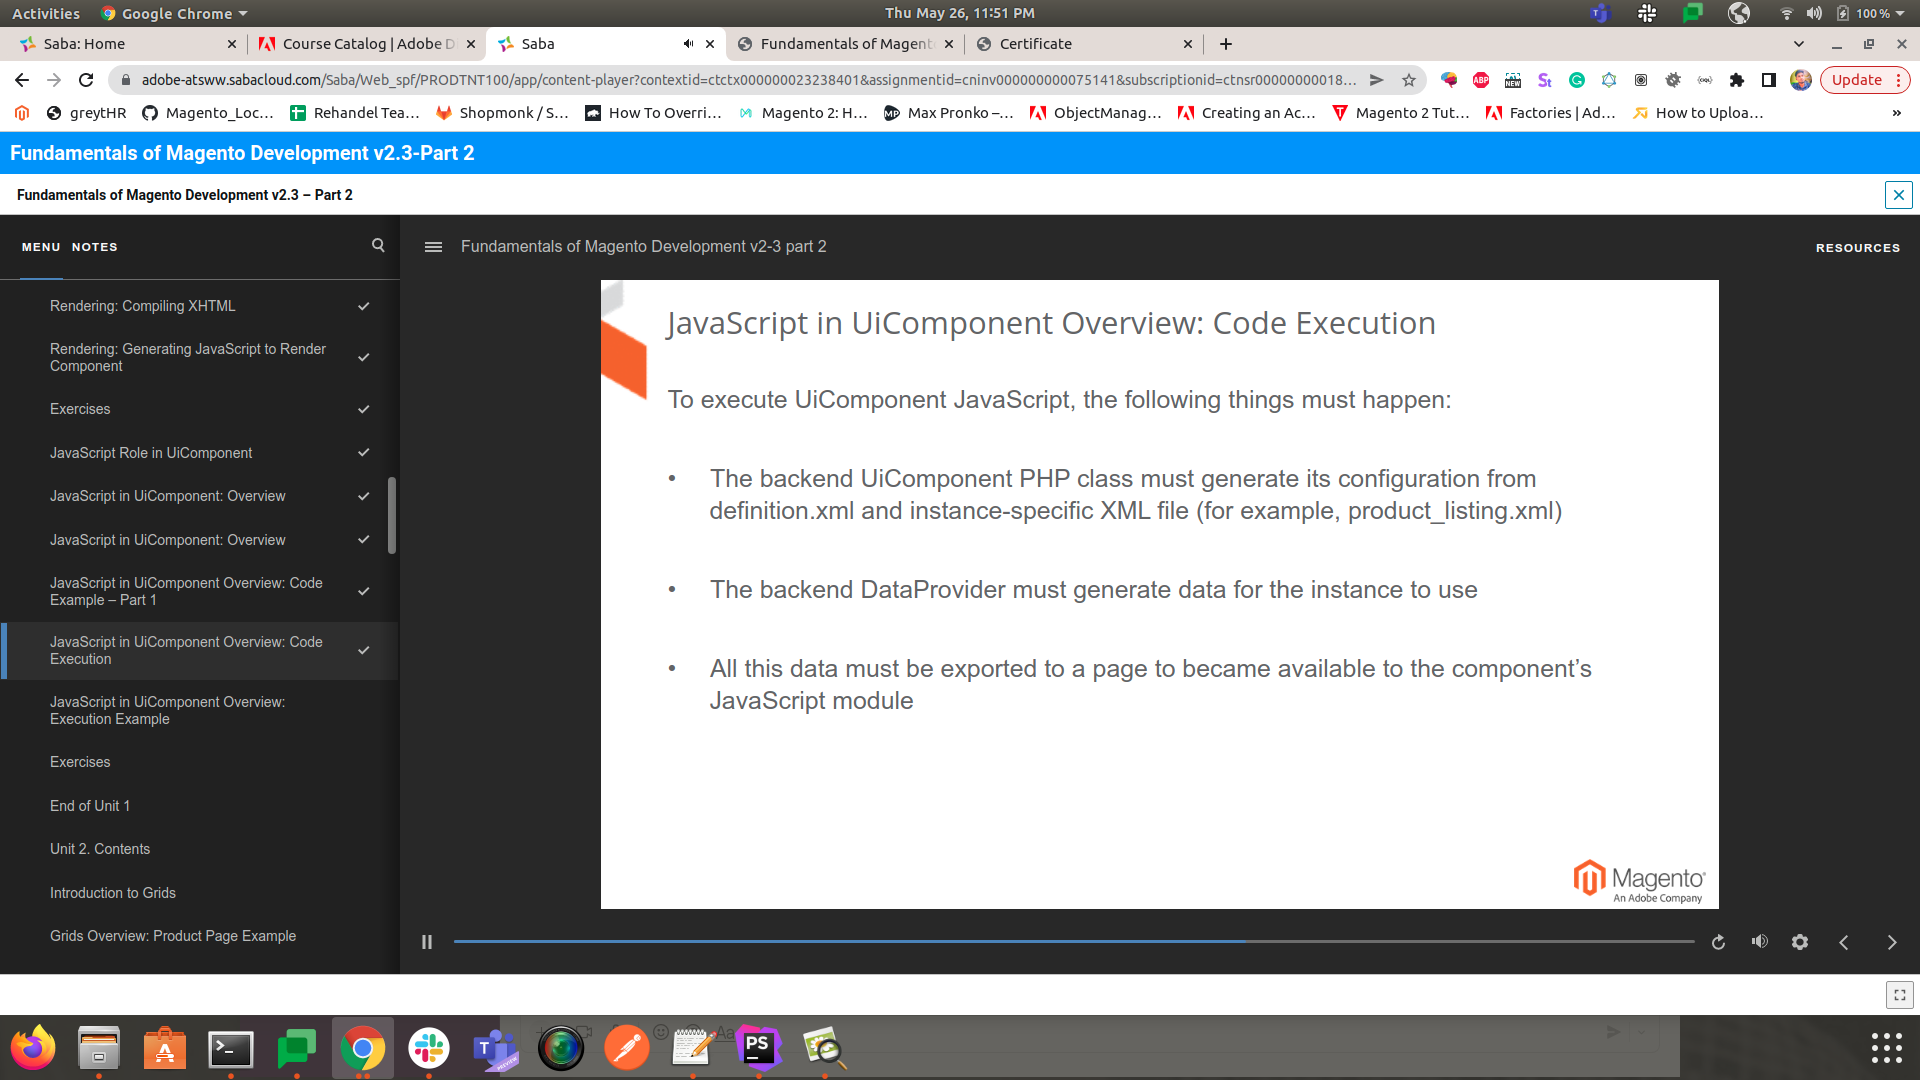 Activities
Google Chrome
Thu May 26, 11:51 PM
100 %
Saba: Home
Course Catalog | Adobe D
Saba
Fundamentals of Magent
Certificate
adobe-atsww.sabacloud.com/Saba/Web_spf/PRODTNT100/app/content-player?contextid=ctctx000000023238401&assignmentid=cninv000000000075141&subscriptionid=ctnsr00000000018…
ABP
NEW
Update
greytHR
Magento_Loc…
Rehandel Tea…
Shopmonk / S…
How To Overri…
Magento 2: H…
Max Pronko –…
ObjectManag…
Creating an Ac…
Magento 2 Tut…
Factories | Ad…
How to Uploa…
»
Fundamentals of Magento Development v2.3-Part 2
Fundamentals of Magento Development v2.3 – Part 2
MENU
NOTES
Fundamentals of Magento Development v2-3 part 2
RESOURCES
Rendering: Compiling XHTML
Rendering: Generating JavaScript to Render
Component
Exercises
JavaScript Role in UiComponent
JavaScript in UiComponent: Overview
JavaScript in UiComponent: Overview
JavaScript in UiComponent Overview: Code
Example – Part 1
JavaScript in UiComponent Overview: Code
Execution
JavaScript in UiComponent Overview:
Execution Example
Exercises
End of Unit 1
Unit 2. Contents
Introduction to Grids
Grids Overview: Product Page Example
JavaScript in UiComponent Overview: Code Execution
To execute UiComponent JavaScript, the following things must happen:
• The backend UiComponent PHP class must generate its configuration from
definition.xml and instance-specific XML file (for example, product_listing.xml)
• The backend DataProvider must generate data for the instance to use
• All this data must be exported to a page to became available to the component’s
JavaScript module
Magento
An Adobe Company
PS